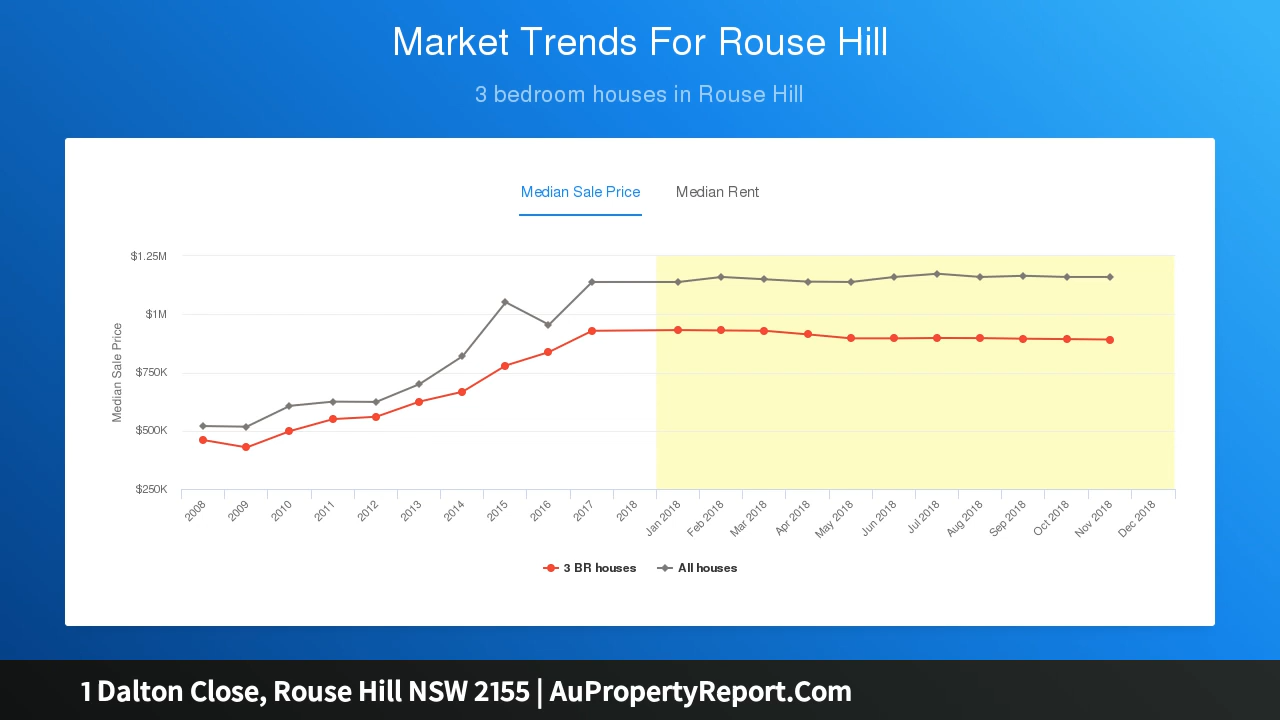 Market Trends For Rouse Hill
3 bedroom houses in Rouse Hill
Median Sale Price Median Rent
Median Sale Price
$1.25M
$1M
$750K
$500K
$250K
2008 2009 2010 2011 2012 2013 2014 2015 2016 2017 2018 Jan 2018 Feb 2018 Mar 2018 Apr 2018 May 2018 Jun 2018 Jul 2018 Aug 2018 Sep 2018 Oct 2018 Nov 2018 Dec 2018
3 BR houses All houses
1 Dalton Close, Rouse Hill NSW 2155 | AuPropertyReport.Com